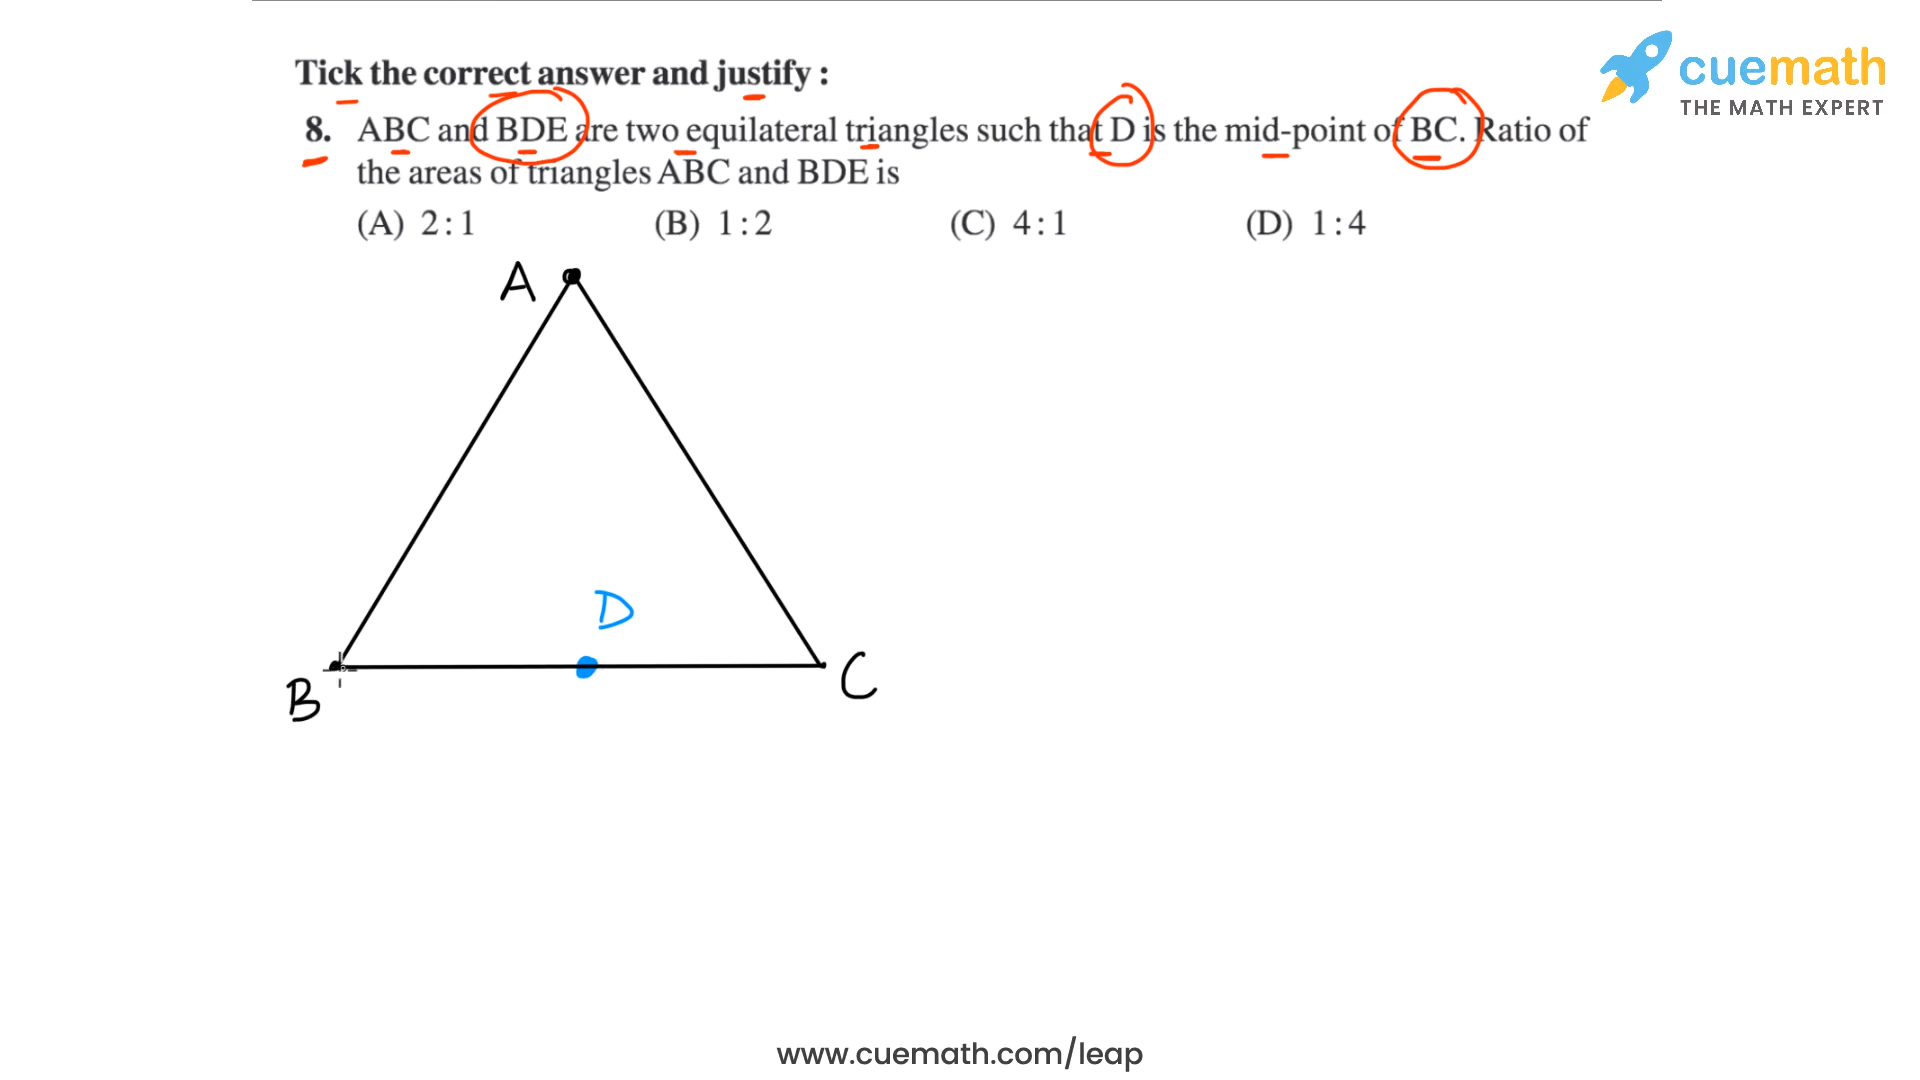 cuemath
THE MATH EXPERT
Tick the correct answer and justify :
8. ABC and BDE are two equilateral triangles such that D is the mid-point of BC. Ratio of
the areas of triangles ABC and BDE is
(A) 2 : 1 (B) 1 : 2 (C) 4 : 1 (D) 1 : 4
A
D
B
C
www.cuemath.com/leap